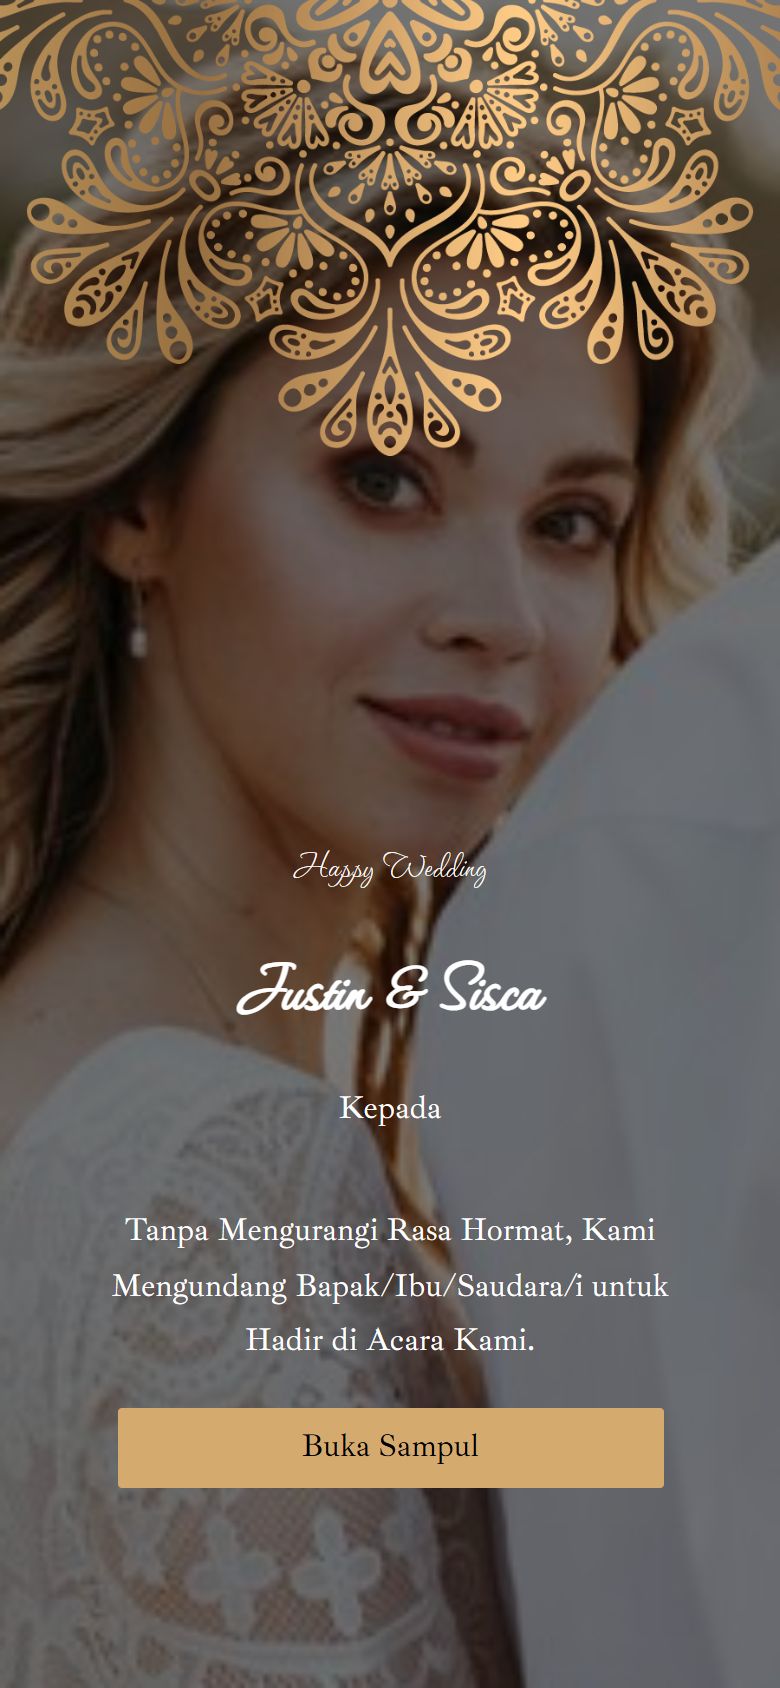 Happy Wedding
Justin & Sisca
Kepada
Tanpa Mengurangi Rasa Hormat, Kami
Mengundang Bapak/Ibu/Saudara/i untuk
Hadir di Acara Kami.
Buka Sampul